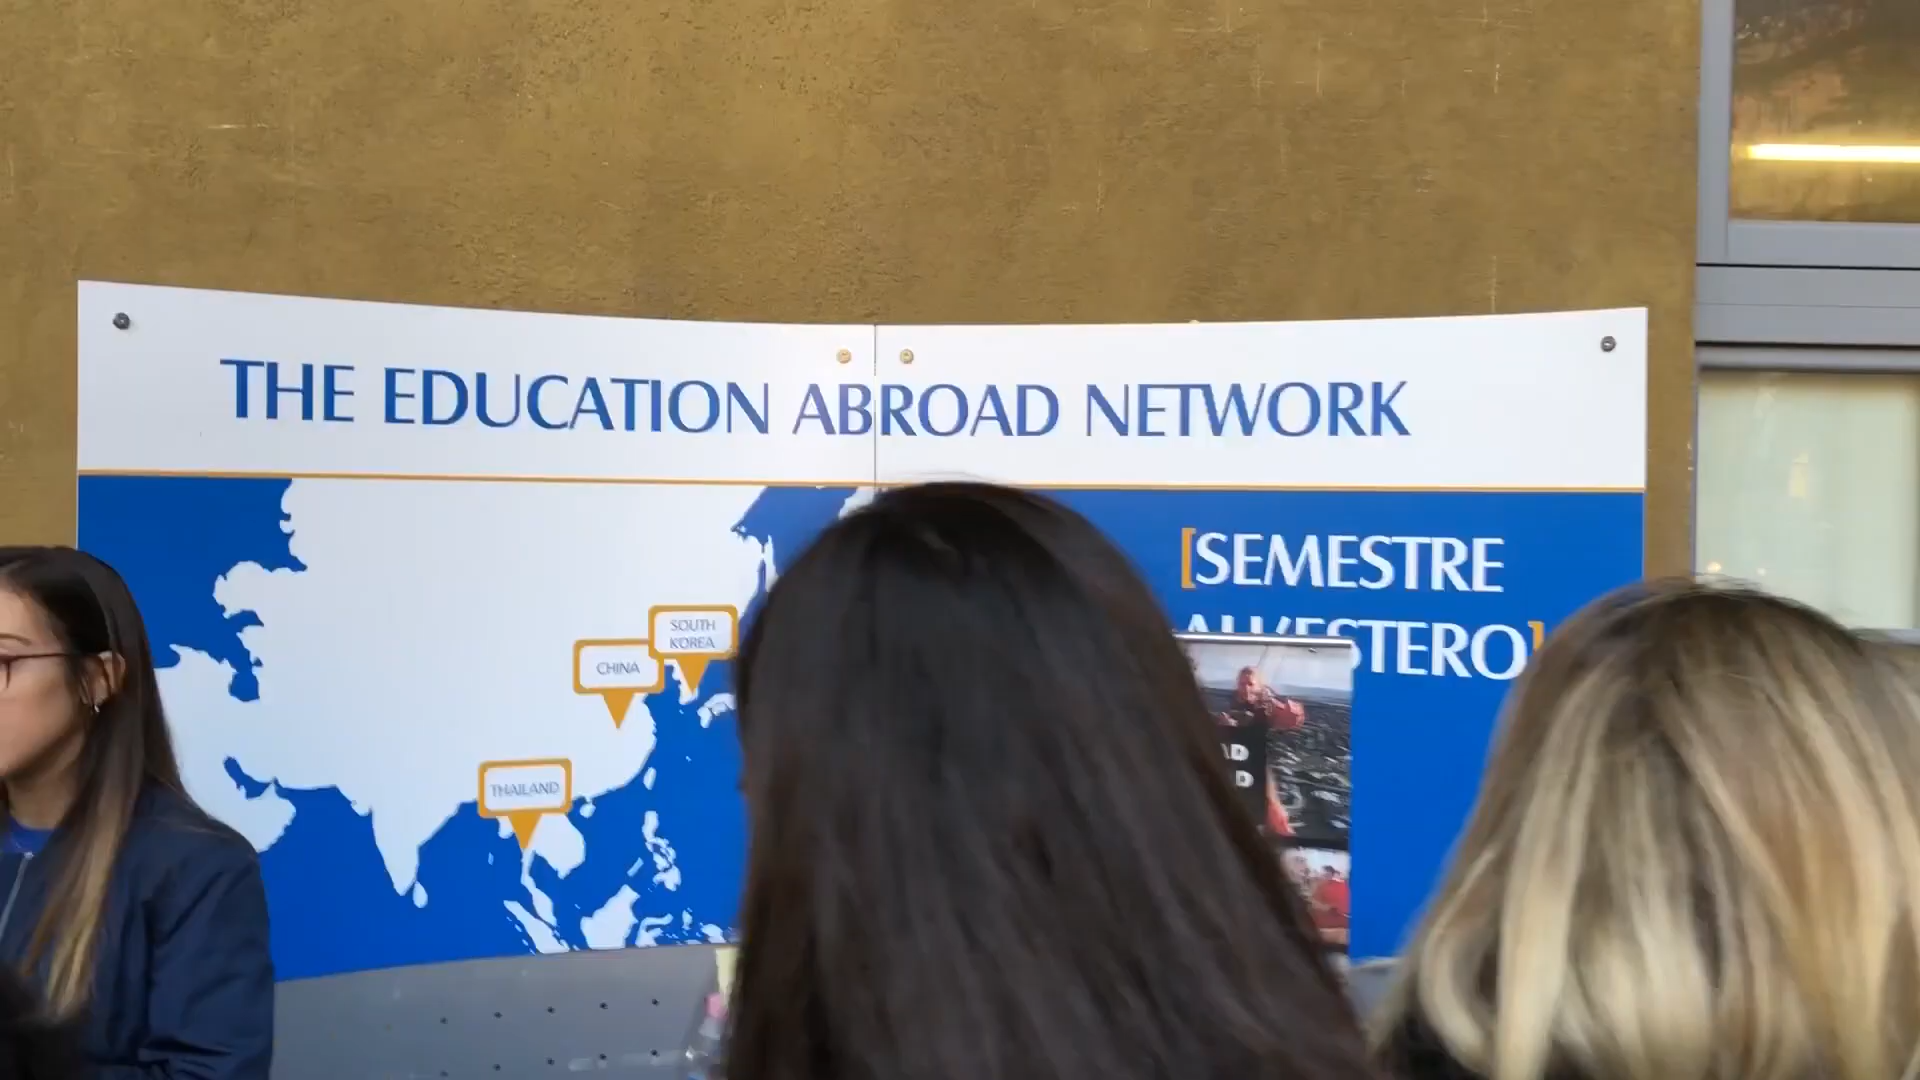 THE EDUCATION ABROAD NETWORK
[SEMESTRE
ALL'ESTERO]
SOUTH
KOREA
CHINA
THAILAND